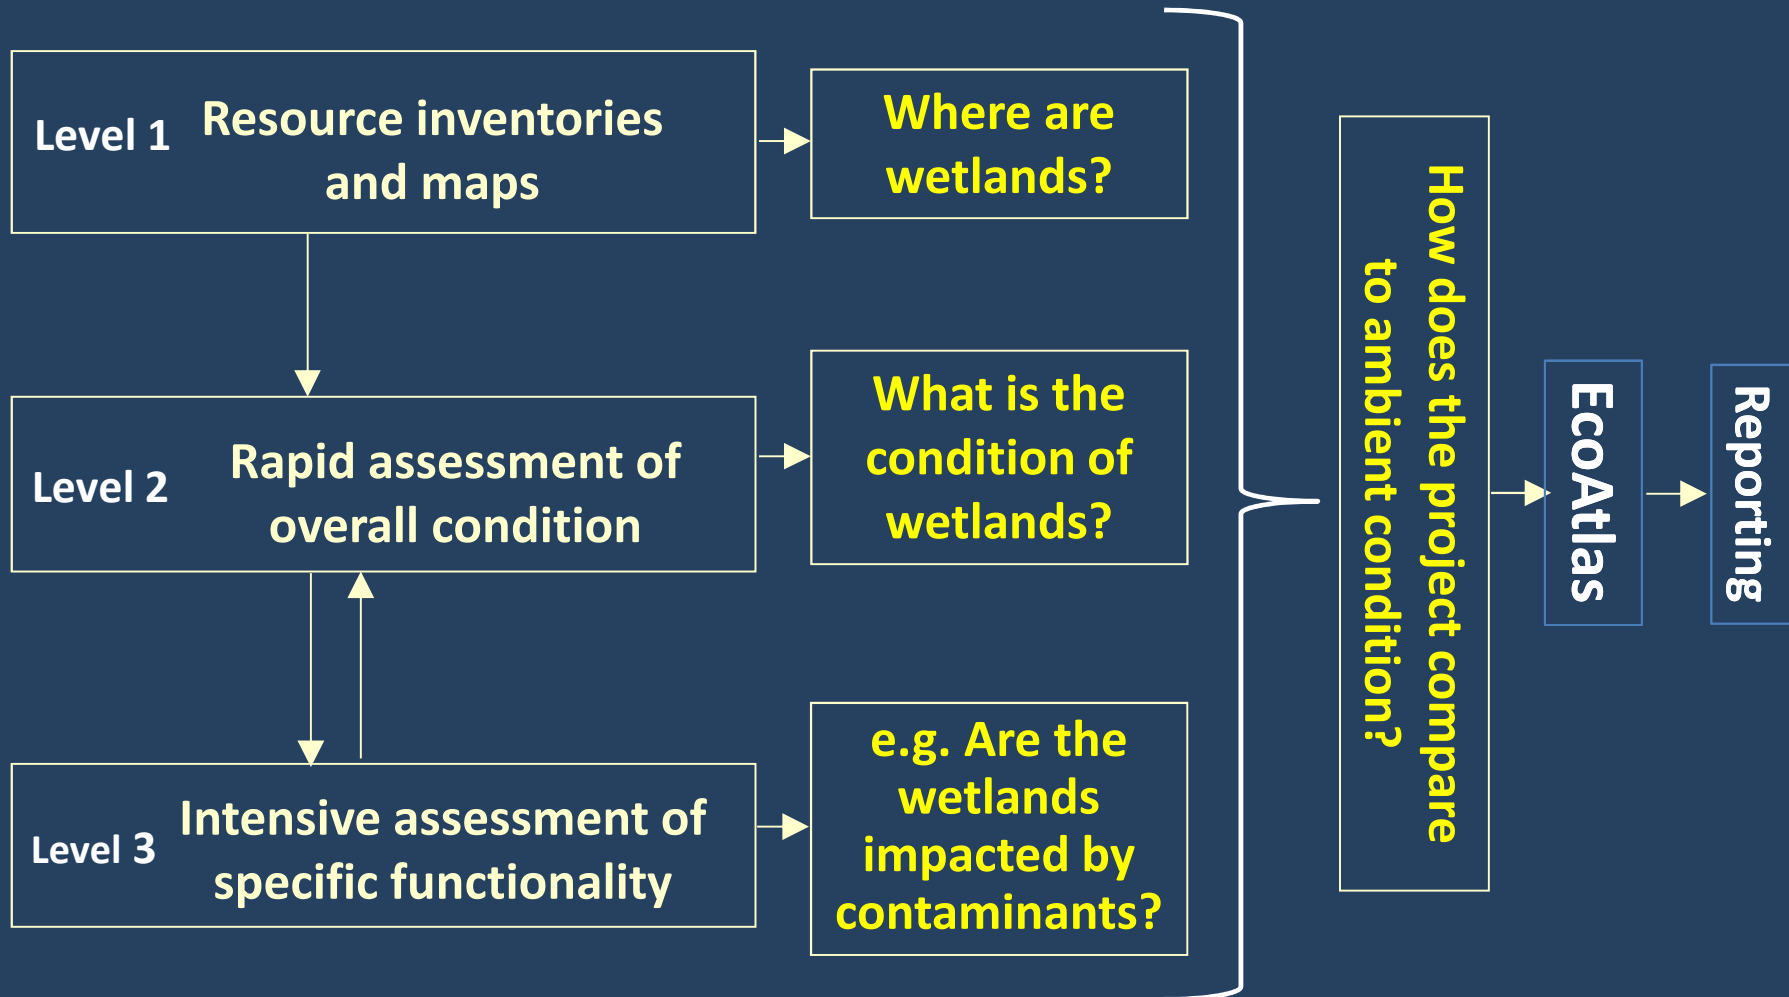 Level 1
Resource inventories
and maps
Where are
wetlands?
Level 2
Rapid assessment of
overall condition
What is the
condition of
wetlands?
Level 3
Intensive assessment of
specific functionality
e.g. Are the
wetlands
impacted by
contaminants?
How does the project compare
to ambient condition?
EcoAtlas
Reporting